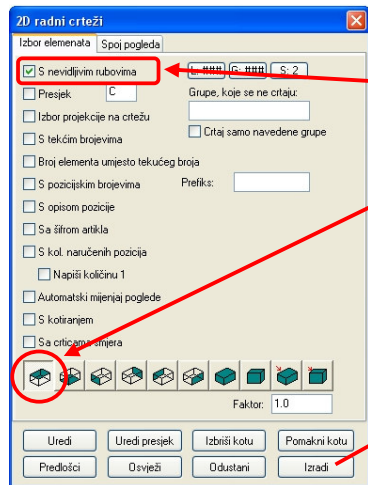 2D radni crteži
Izbor elemenata Spoj pogleda
S nevidljivim rubovima L: ### G: ### S: 2
Presjek C Grupe, koje se ne crtaju:
Izbor projekcije na crtežu
S tekćim brojevima Crtaj samo navedene grupe
Broj elementa umjesto tekućeg broja
S pozicijskim brojevima Prefiks:
S opisom pozicije
Sa šifrom artikla
S kol. naručenih pozicija
Napiši količinu 1
Automatski mijenjaj poglede
S kotiranjem
Sa crticama smjera
Faktor: 1.0
Uredi Uredi presjek Izbriši kotu Pomakni kotu
Predlošci Osvježi Odustani Izradi